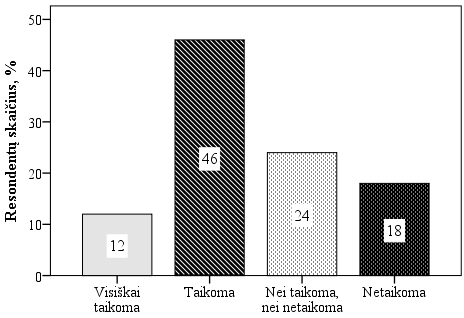 Resondentų skaičius, %
50
40
30
20
10
0
12
46
24
18
Visiškai
taikoma
Taikoma
Nei taikoma,
nei netaikoma
Netaikoma